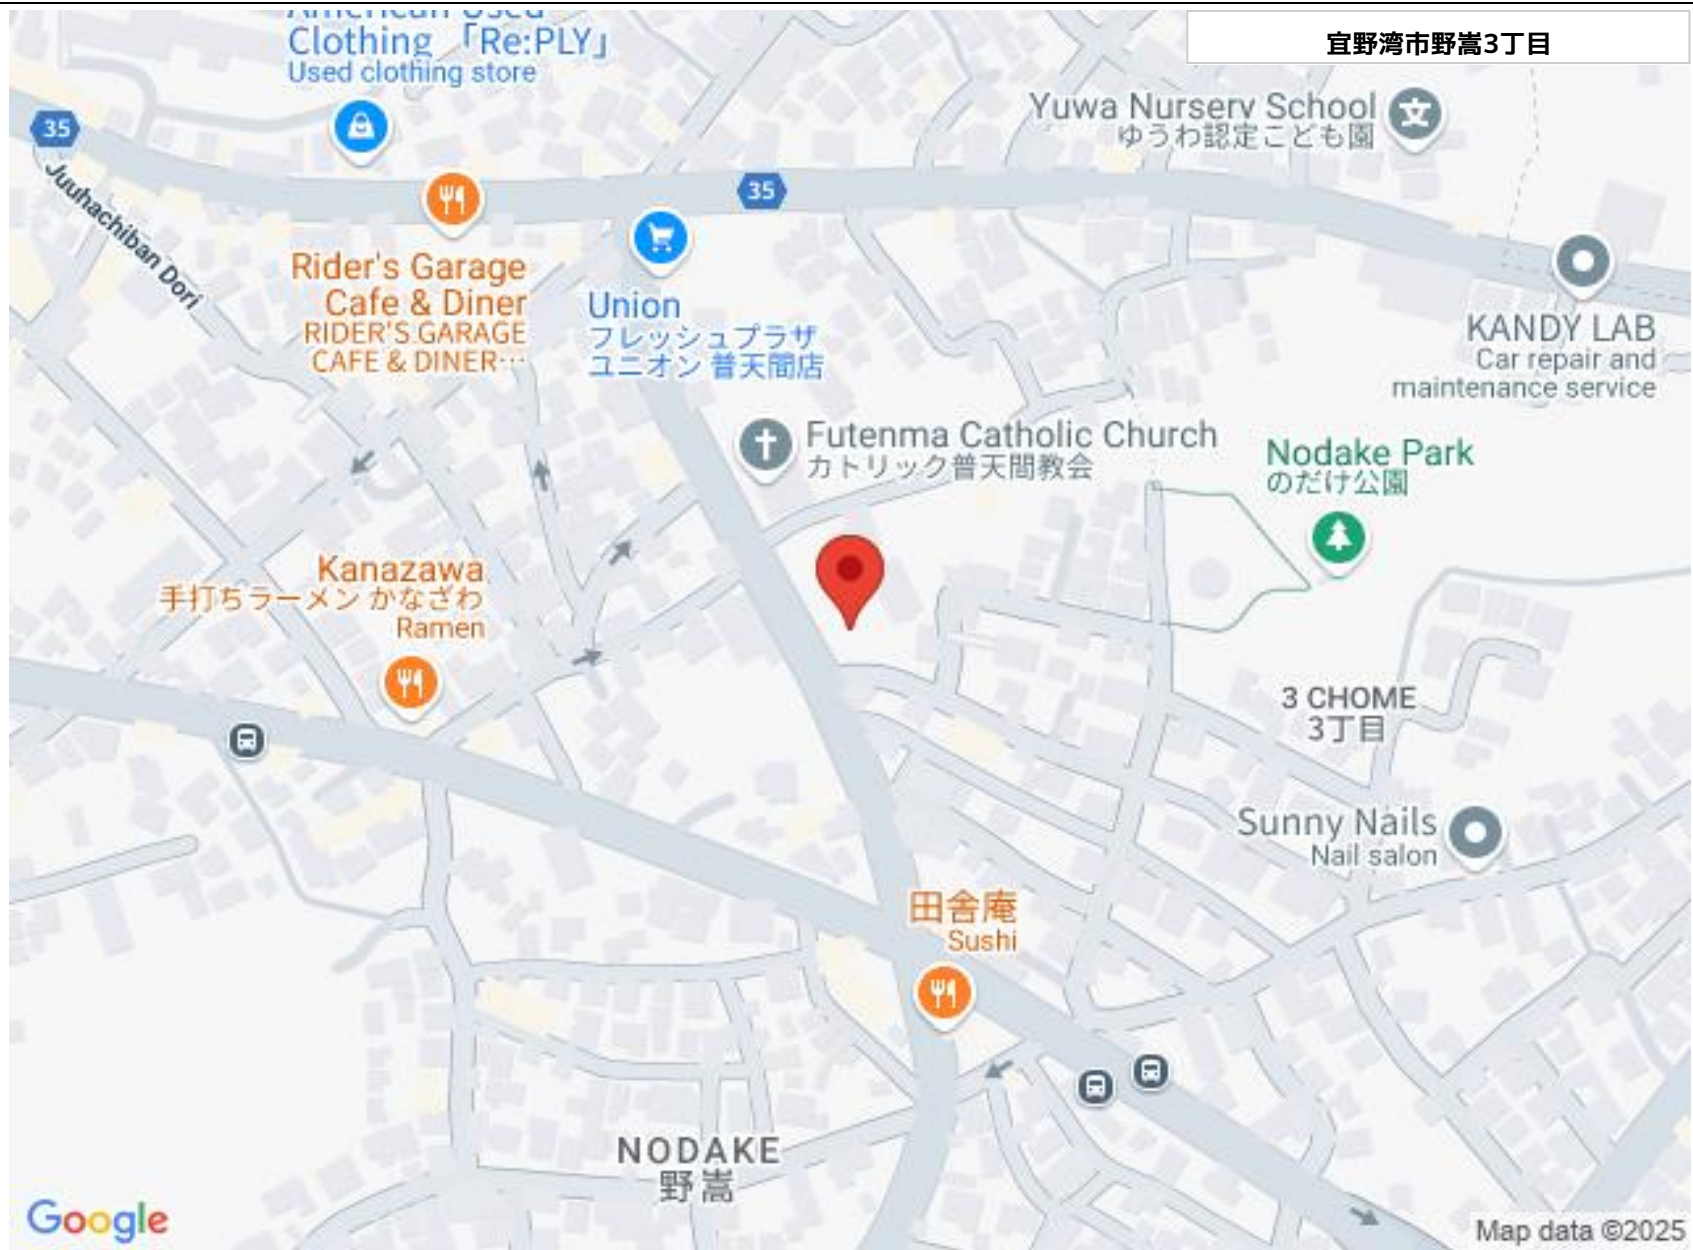 American Used
Clothing 「Re:PLY」
Used clothing store
宜野湾市野嵩3丁目
35
Yuwa Nursery School
ゆうわ認定こども園
35
Juuhachiban Dori
Rider's Garage
Cafe & Diner
RIDER'S GARAGE
CAFE & DINER…
Union
フレッシュプラザ
ユニオン 普天間店
KANDY LAB
Car repair and
maintenance service
Futenma Catholic Church
カトリック普天間教会
Nodake Park
のだけ公園
Kanazawa
手打ちラーメン かなざわ
Ramen
3 CHOME
3丁目
Sunny Nails
Nail salon
田舎庵
Sushi
NODAKE
野嵩
Google
Map data ©2025